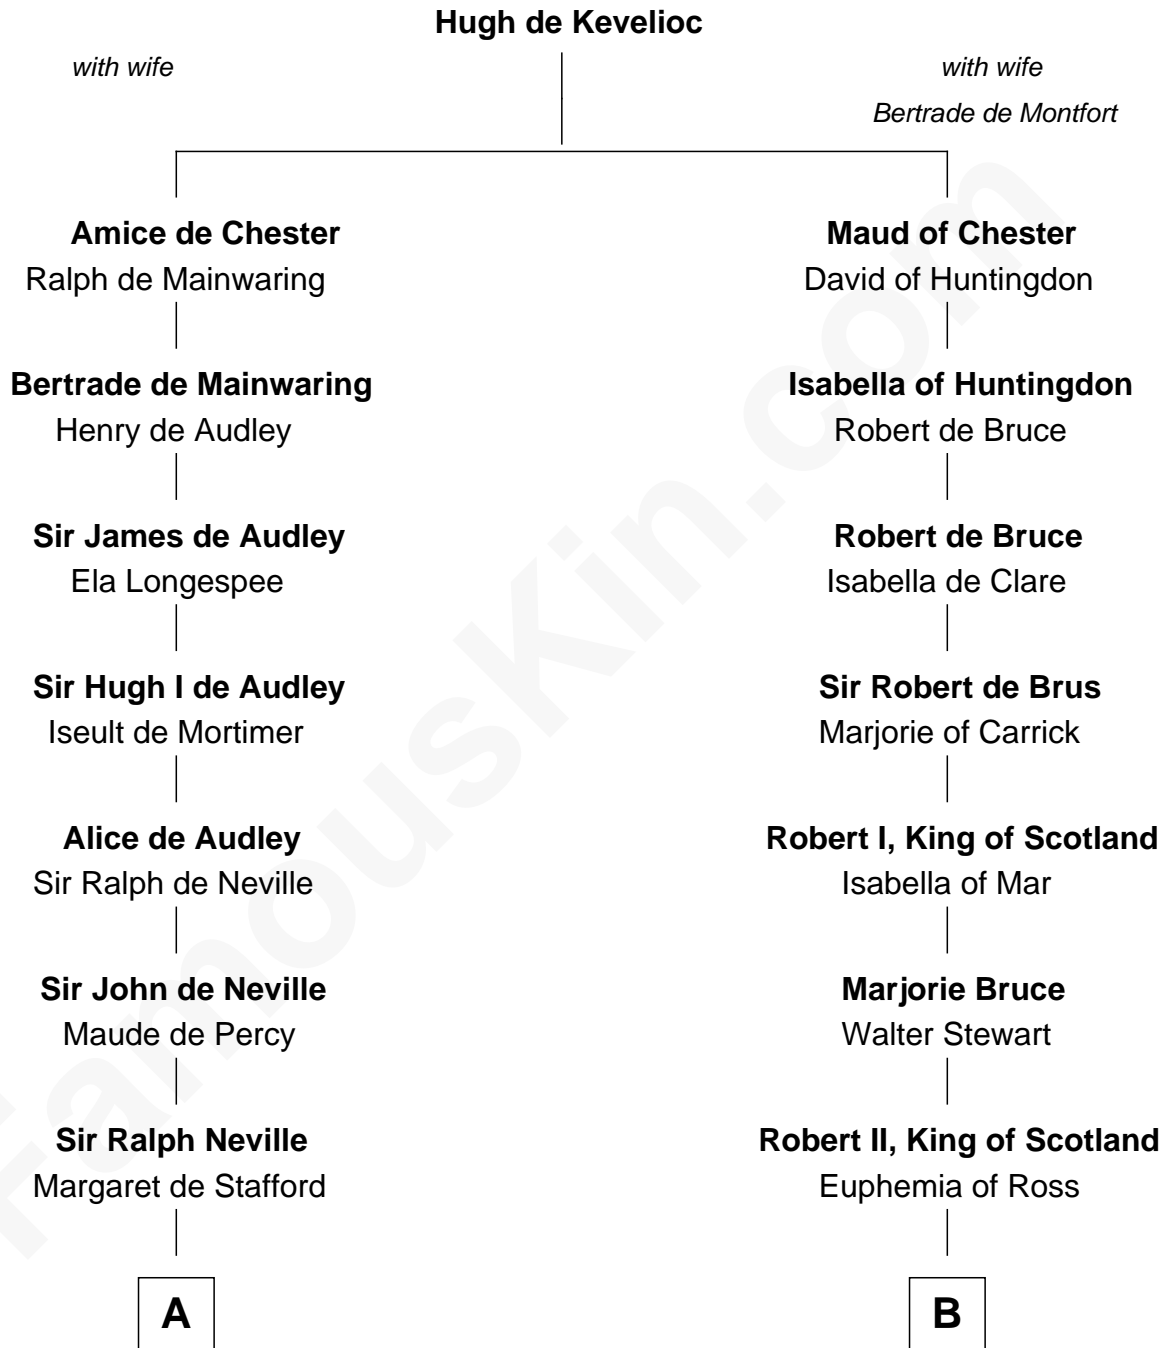 Hugh de Kevelioc
with wife
with wife
Bertrade de Montfort
Amice de Chester
Ralph de Mainwaring
Maud of Chester
David of Huntingdon
Bertrade de Mainwaring
Henry de Audley
Isabella of Huntingdon
Robert de Bruce
Sir James de Audley
Ela Longespee
Robert de Bruce
Isabella de Clare
Sir Hugh I de Audley
Iseult de Mortimer
Sir Robert de Brus
Marjorie of Carrick
Alice de Audley
Sir Ralph de Neville
Robert I, King of Scotland
Isabella of Mar
Sir John de Neville
Maude de Percy
Marjorie Bruce
Walter Stewart
Sir Ralph Neville
Margaret de Stafford
Robert II, King of Scotland
Euphemia of Ross
A
B
FamousKin.com